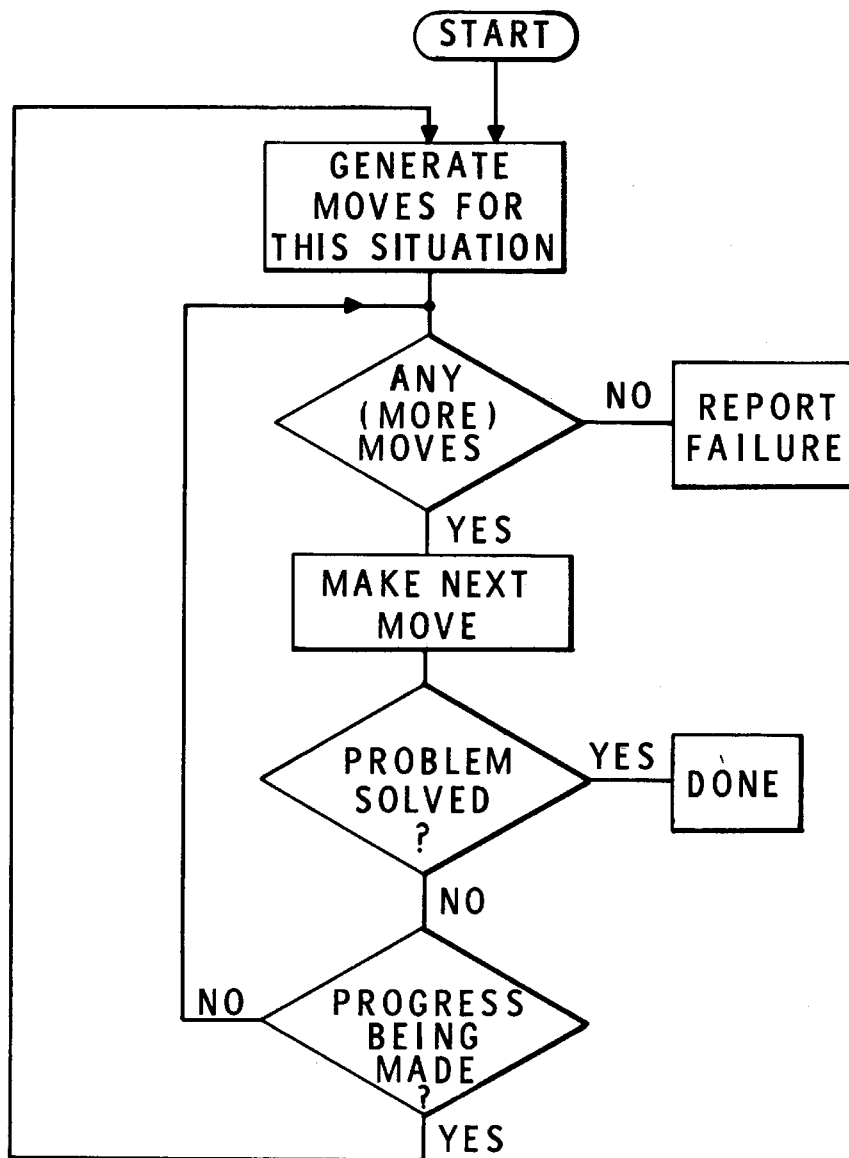 START
GENERATE
MOVES FOR
THIS SITUATION
ANY
(MORE)
MOVES
NO
REPORT
FAILURE
YES
MAKE NEXT
MOVE
PROBLEM
SOLVED
?
YES
DONE
NO
PROGRESS
BEING
MADE
?
NO
YES